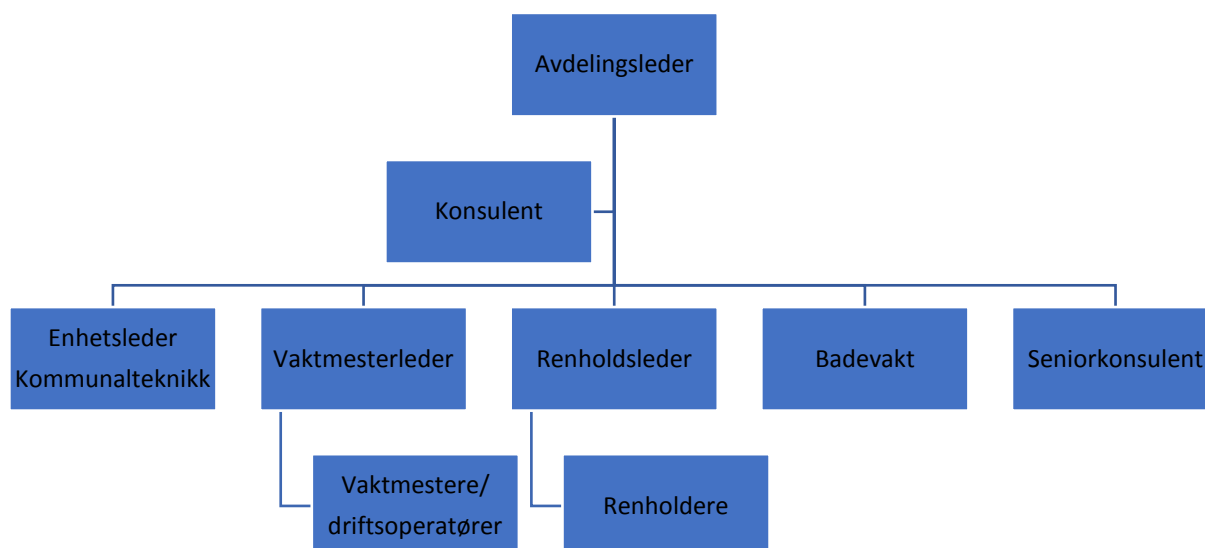 Avdelingsleder
Konsulent
Enhetsleder
Kommunalteknikk
Vaktmesterleder
Renholdsleder
Badevakt
Seniorkonsulent
Vaktmestere/
driftsoperatører
Renholdere